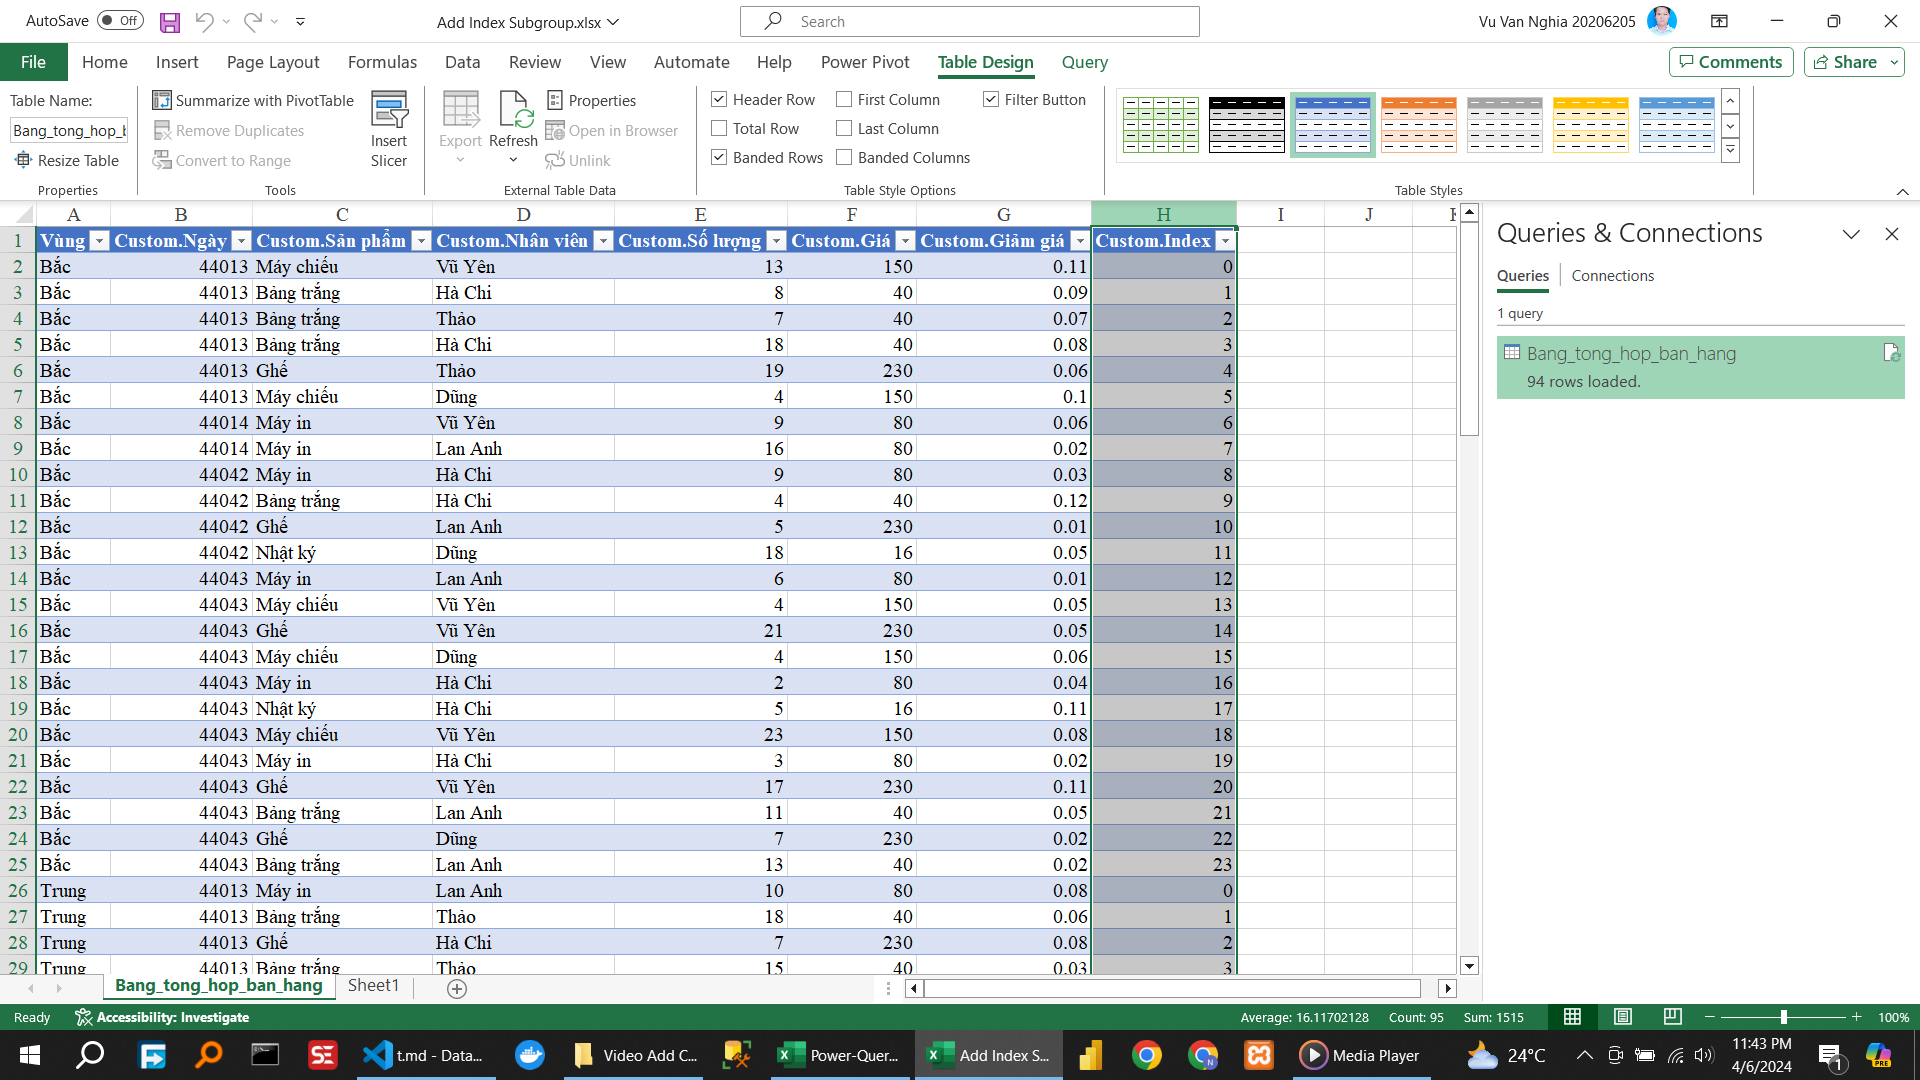 AutoSave Off Add Index Subgroup.xlsx Search Vu Van Nghia 20206205
File Home Insert Page Layout Formulas Data Review View Automate Help Power Pivot Table Design Query Comments Share
Table Name: Summarize with PivotTable Properties Header Row First Column Filter Button
Bang_tong_hop_b Remove Duplicates Insert Slicer Export Refresh Open in Browser Total Row Last Column
Resize Table Convert to Range Unlink Banded Rows Banded Columns
Properties Tools External Table Data Table Style Options Table Styles
A B C D E F G H I J K
1 Vùng Custom.Ngày Custom.Sản phẩm Custom.Nhân viên Custom.Số lượng Custom.Giá Custom.Giảm giá Custom.Index
2 Bắc 44013 Máy chiếu Vũ Yên 13 150 0.11 0
3 Bắc 44013 Bảng trắng Hà Chi 8 40 0.09 1
4 Bắc 44013 Bảng trắng Thảo 7 40 0.07 2
5 Bắc 44013 Bảng trắng Hà Chi 18 40 0.08 3
6 Bắc 44013 Ghế Thảo 19 230 0.06 4
7 Bắc 44013 Máy chiếu Dũng 4 150 0.1 5
8 Bắc 44014 Máy in Vũ Yên 9 80 0.06 6
9 Bắc 44014 Máy in Lan Anh 16 80 0.02 7
10 Bắc 44042 Máy in Hà Chi 9 80 0.03 8
11 Bắc 44042 Bảng trắng Hà Chi 4 40 0.12 9
12 Bắc 44042 Ghế Lan Anh 5 230 0.01 10
13 Bắc 44042 Nhật ký Dũng 18 16 0.05 11
14 Bắc 44043 Máy in Lan Anh 6 80 0.01 12
15 Bắc 44043 Máy chiếu Vũ Yên 4 150 0.05 13
16 Bắc 44043 Ghế Vũ Yên 21 230 0.05 14
17 Bắc 44043 Máy chiếu Dũng 4 150 0.06 15
18 Bắc 44043 Máy in Hà Chi 2 80 0.04 16
19 Bắc 44043 Nhật ký Hà Chi 5 16 0.11 17
20 Bắc 44043 Máy chiếu Vũ Yên 23 150 0.08 18
21 Bắc 44043 Máy in Hà Chi 3 80 0.02 19
22 Bắc 44043 Ghế Vũ Yên 17 230 0.11 20
23 Bắc 44043 Bảng trắng Lan Anh 11 40 0.05 21
24 Bắc 44043 Ghế Dũng 7 230 0.02 22
25 Bắc 44043 Bảng trắng Lan Anh 13 40 0.02 23
26 Trung 44013 Máy in Lan Anh 10 80 0.08 0
27 Trung 44013 Bảng trắng Thảo 18 40 0.06 1
28 Trung 44013 Ghế Hà Chi 7 230 0.08 2
29 Trung 44013 Bảng trắng Thảo 15 40 0.03 3
Queries & Connections
Queries Connections
1 query
Bang_tong_hop_ban_hang
94 rows loaded.
Bang_tong_hop_ban_hang Sheet1
Ready Accessibility: Investigate Average: 16.11702128 Count: 95 Sum: 1515 100%
SE t.md - Data... Video Add C... Power-Quer... Add Index S... N Media Player 24°C 11:43 PM
4/6/2024 1 PRE